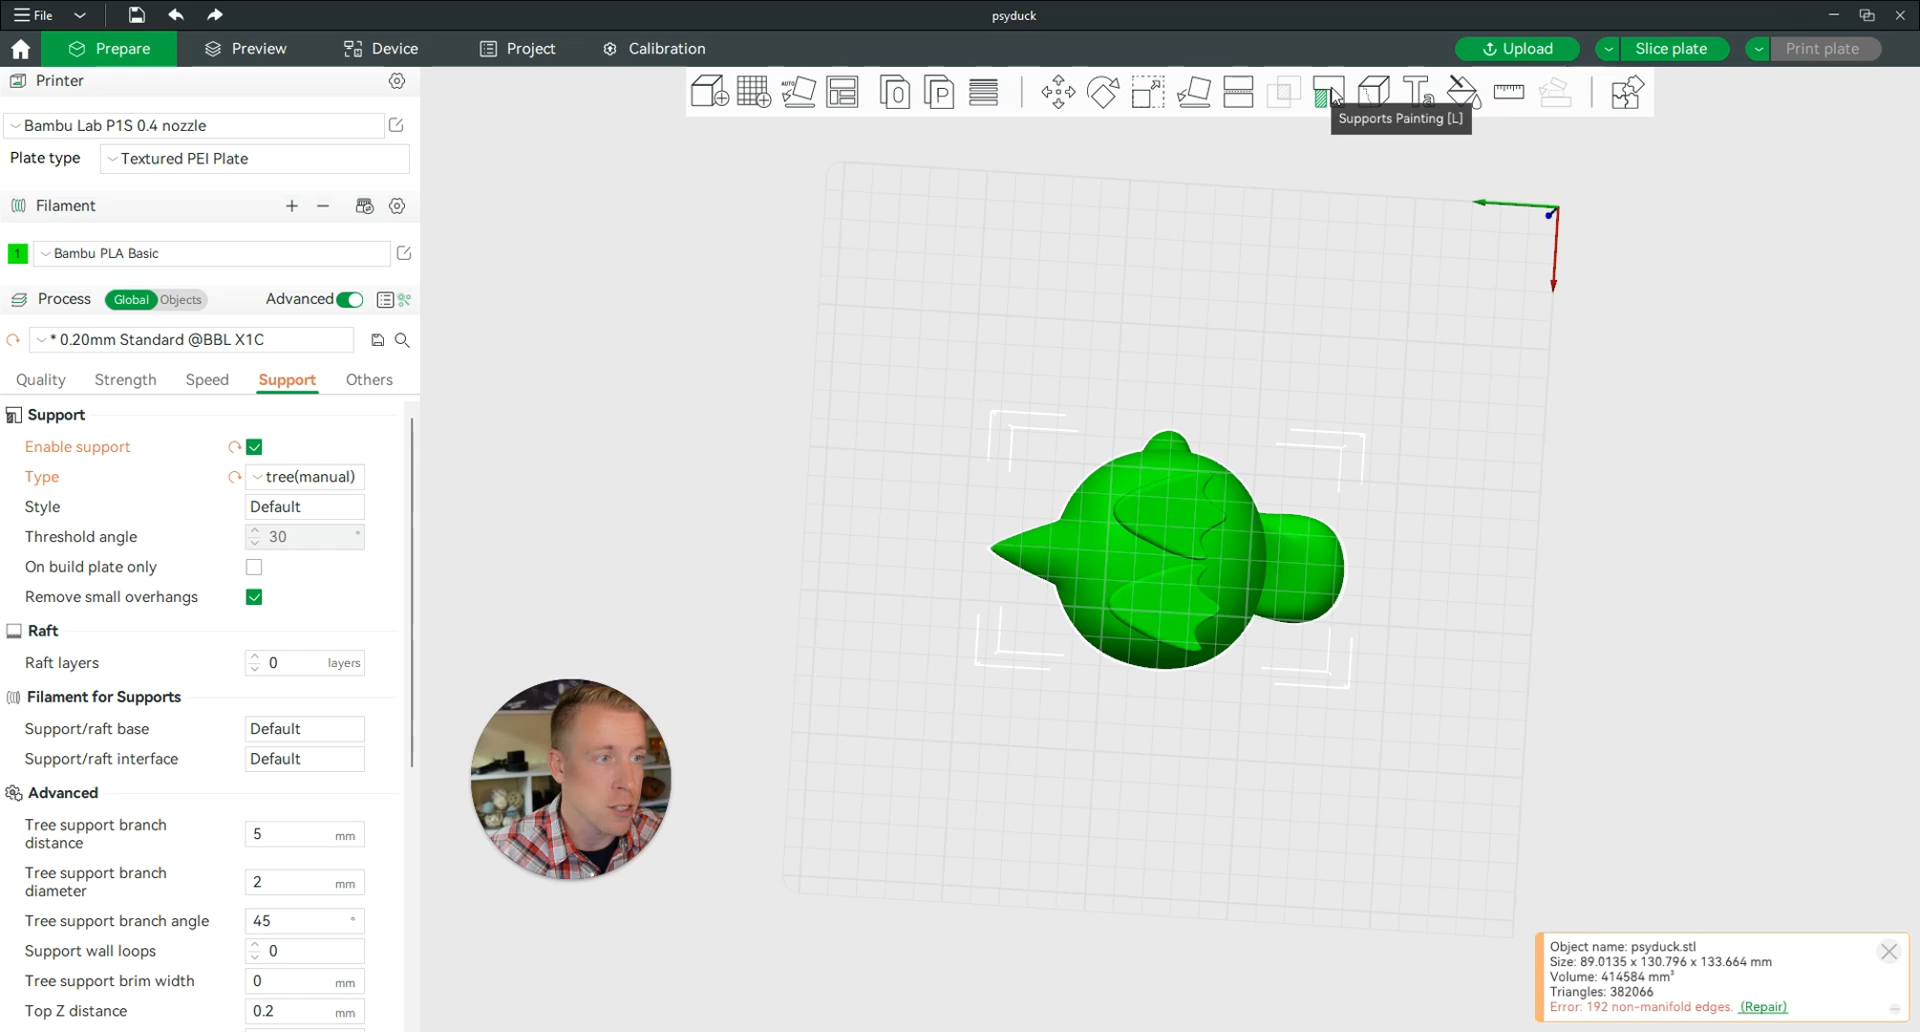 File
psyduck
Prepare
Preview
Device
Project
Calibration
Upload
Slice plate
Print plate
Printer
Bambu Lab P1S 0.4 nozzle
Plate type
Textured PEI Plate
Filament
1
Bambu PLA Basic
Process
Global
Objects
Advanced
* 0.20mm Standard @BBL X1C
Quality
Strength
Speed
Support
Others
Support
Enable support
Type
tree(manual)
Style
Default
Threshold angle
30 °
On build plate only
Remove small overhangs
Raft
Raft layers
0 layers
Filament for Supports
Support/raft base
Default
Support/raft interface
Default
Advanced
Tree support branch
distance
5 mm
Tree support branch
diameter
2 mm
Tree support branch angle
45 °
Support wall loops
0
Tree support brim width
0 mm
Top Z distance
0.2 mm
AUTO
0
P
Ta
Supports Painting [L]
Object name: psyduck.stl
Size: 89.0135 x 130.796 x 133.664 mm
Volume: 414584 mm³
Triangles: 382066
Error: 192 non-manifold edges. (Repair)